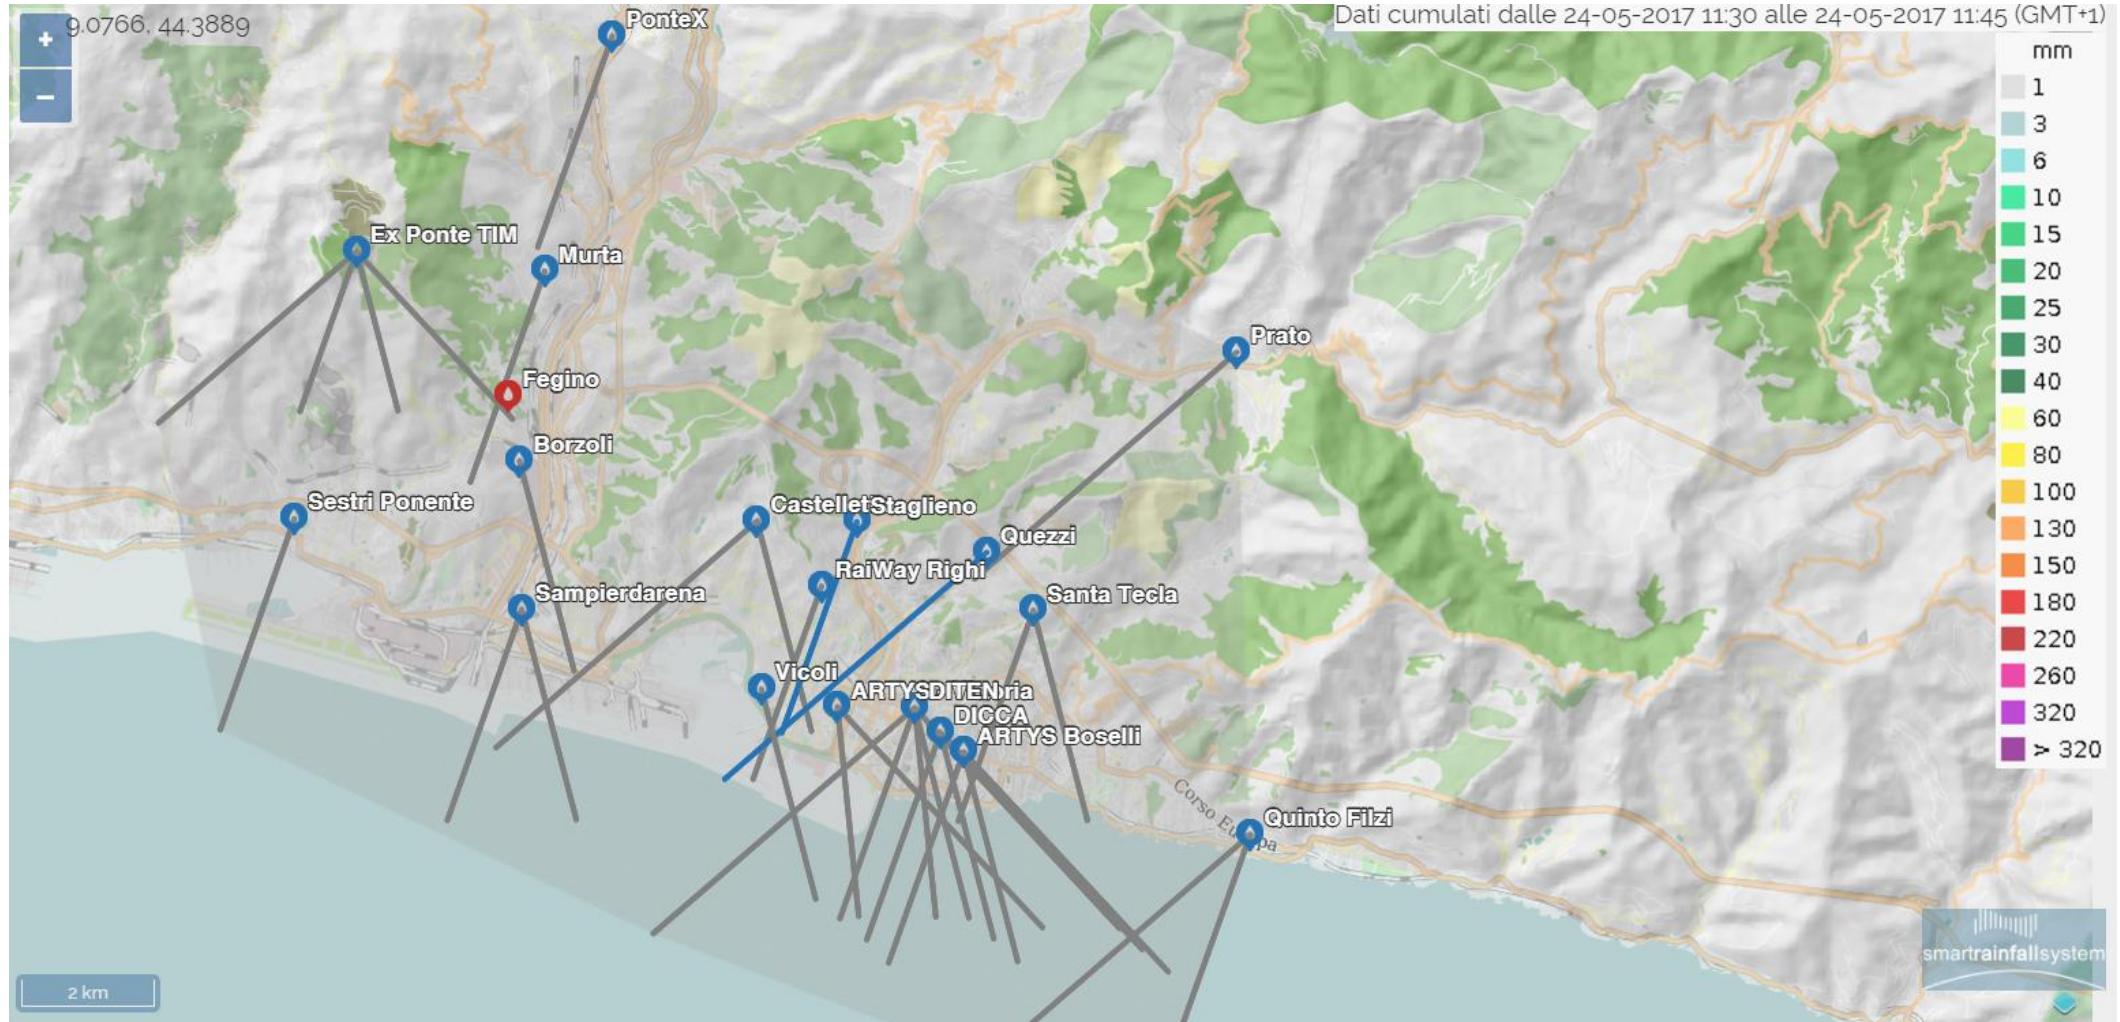 PonteX
Dati cumulati dalle 24-05-2017 11:30 alle 24-05-2017 11:45 (GMT+1)
+
9.0766, 44.3889
−
mm
1
3
6
10
15
20
25
30
40
60
80
100
130
150
180
220
260
320
> 320
Ex Ponte TIM
Murta
Prato
Fegino
Borzoli
Sestri Ponente
Staglieno
Quezzi
RaiWay Righi
Sampierdarena
Santa Tecla
Vicoli
ARTYS
DITEN
DICCA
ARTYS Boselli
Corso Europa
Quinto Filzi
smartrainfallsystem
2 km